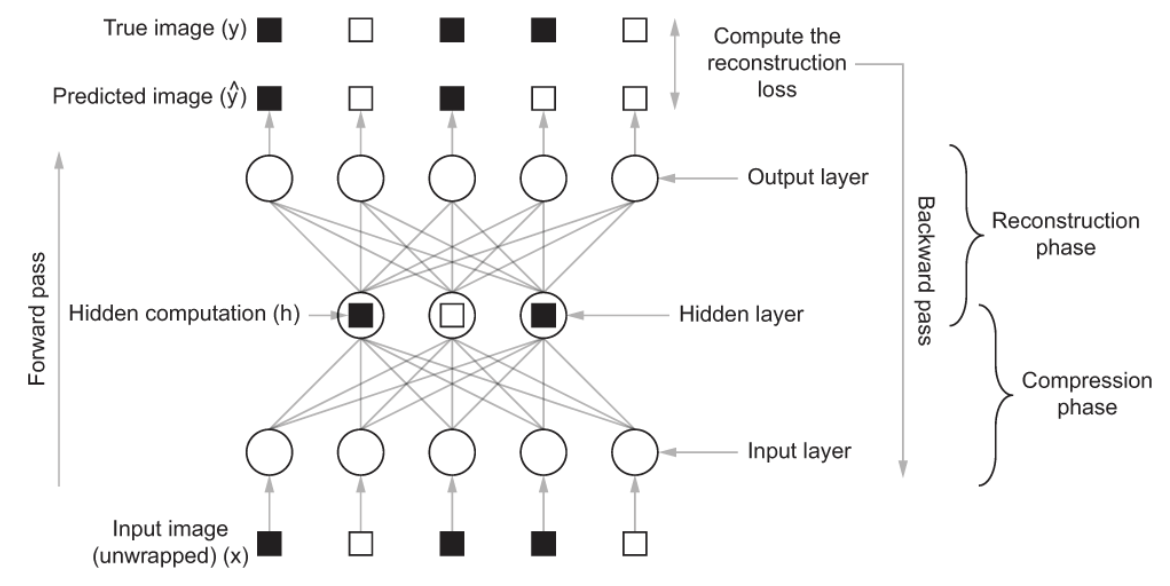 True image (y)
Compute the
reconstruction
loss
Predicted image (ŷ)
Output layer
Reconstruction
phase
Backward pass
Forward pass
Hidden computation (h)
Hidden layer
Compression
phase
Input layer
Input image
(unwrapped) (x)